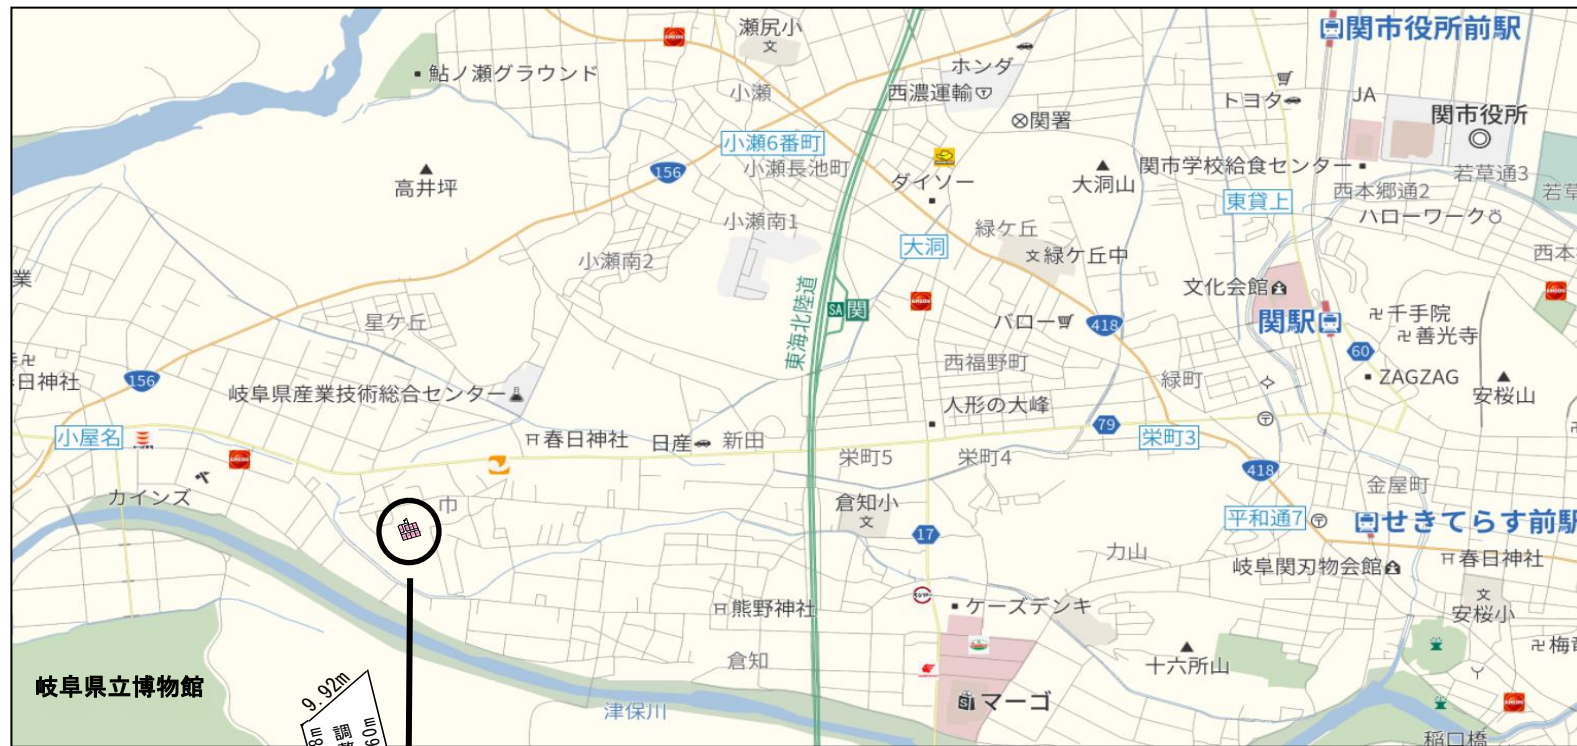 瀬尻小
関市役所前駅
鮎ノ瀬グラウンド
ホンダ
小瀬
西濃運輸
トヨタ
JA
関市役所
関署
小瀬6番町
156
小瀬長池町
高井坪
ダイソー
大洞山
関市学校給食センター
若草通3
西本郷通2
東貸上
ハローワーク
小瀬南1
緑ケ丘
大洞
緑ケ丘中
小瀬南2
業
文化会館
東海北陸道
SA
関
ENEOS
星ケ丘
バロー
418
関駅
千手院
善光寺
60
西福野町
緑町
ZAGZAG
安桜山
日神社
156
岐阜県産業技術総合センター
人形の大峰
79
栄町3
小屋名
春日神社
日産
新田
栄町5
栄町4
418
金屋町
カインズ
巾
倉知小
17
平和通7
せきてらす前駅
力山
岐阜関刃物会館
春日神社
熊野神社
ケーズデンキ
安桜小
倉知
十六所山
岐阜県立博物館
9.92m
津保川
マーゴ
稲口橋